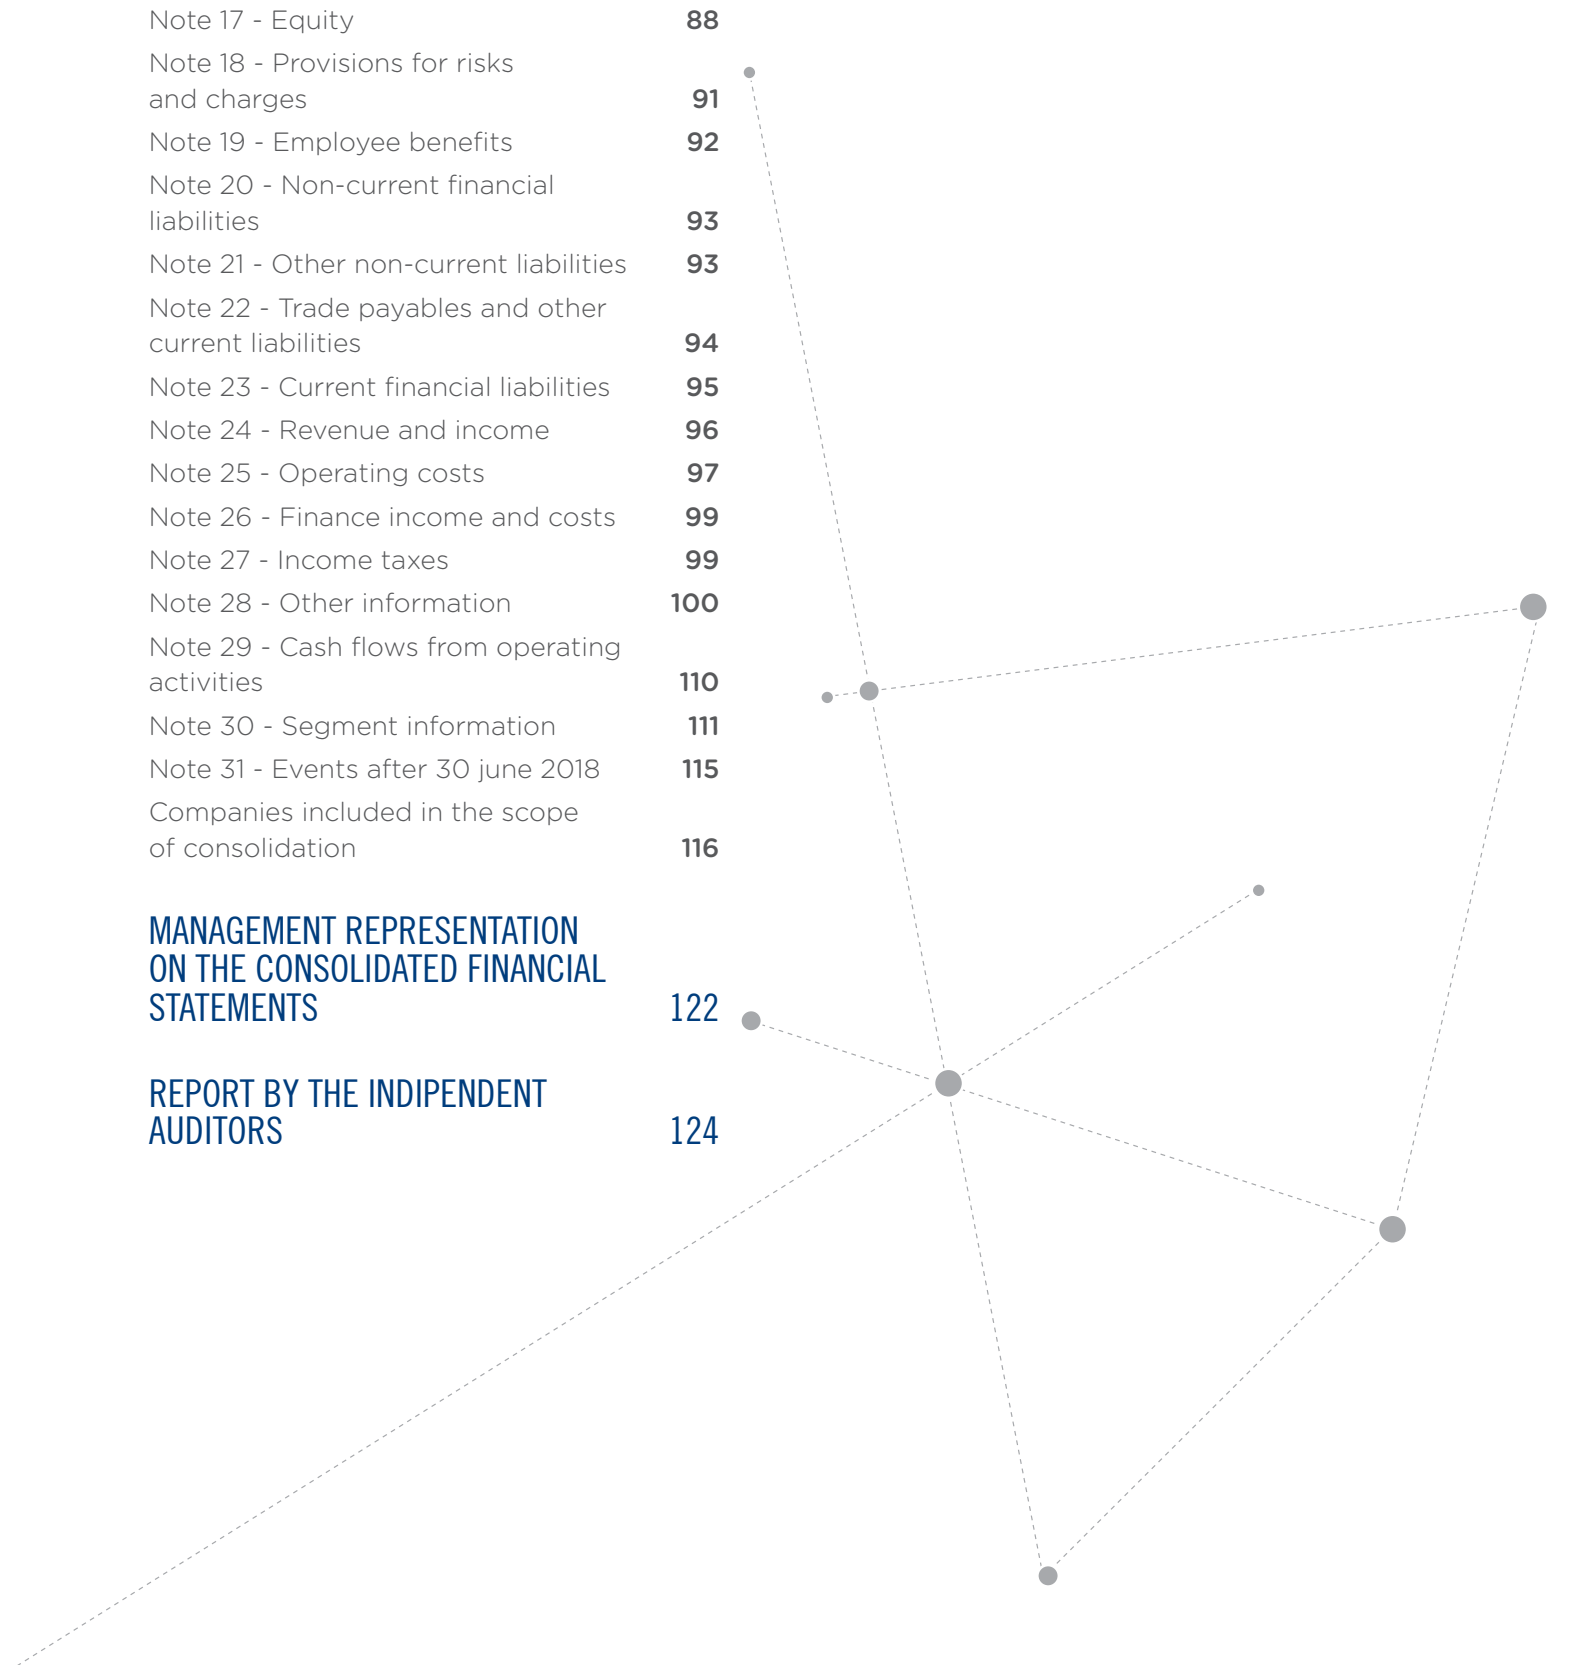 Note 17 - Equity 88
Note 18 - Provisions for risks
and charges 91
Note 19 - Employee benefits 92
Note 20 - Non-current financial
liabilities 93
Note 21 - Other non-current liabilities 93
Note 22 - Trade payables and other
current liabilities 94
Note 23 - Current financial liabilities 95
Note 24 - Revenue and income 96
Note 25 - Operating costs 97
Note 26 - Finance income and costs 99
Note 27 - Income taxes 99
Note 28 - Other information 100
Note 29 - Cash flows from operating
activities 110
Note 30 - Segment information 111
Note 31 - Events after 30 june 2018 115
Companies included in the scope
of consolidation 116
MANAGEMENT REPRESENTATION
ON THE CONSOLIDATED FINANCIAL
STATEMENTS 122
REPORT BY THE INDIPENDENT
AUDITORS 124